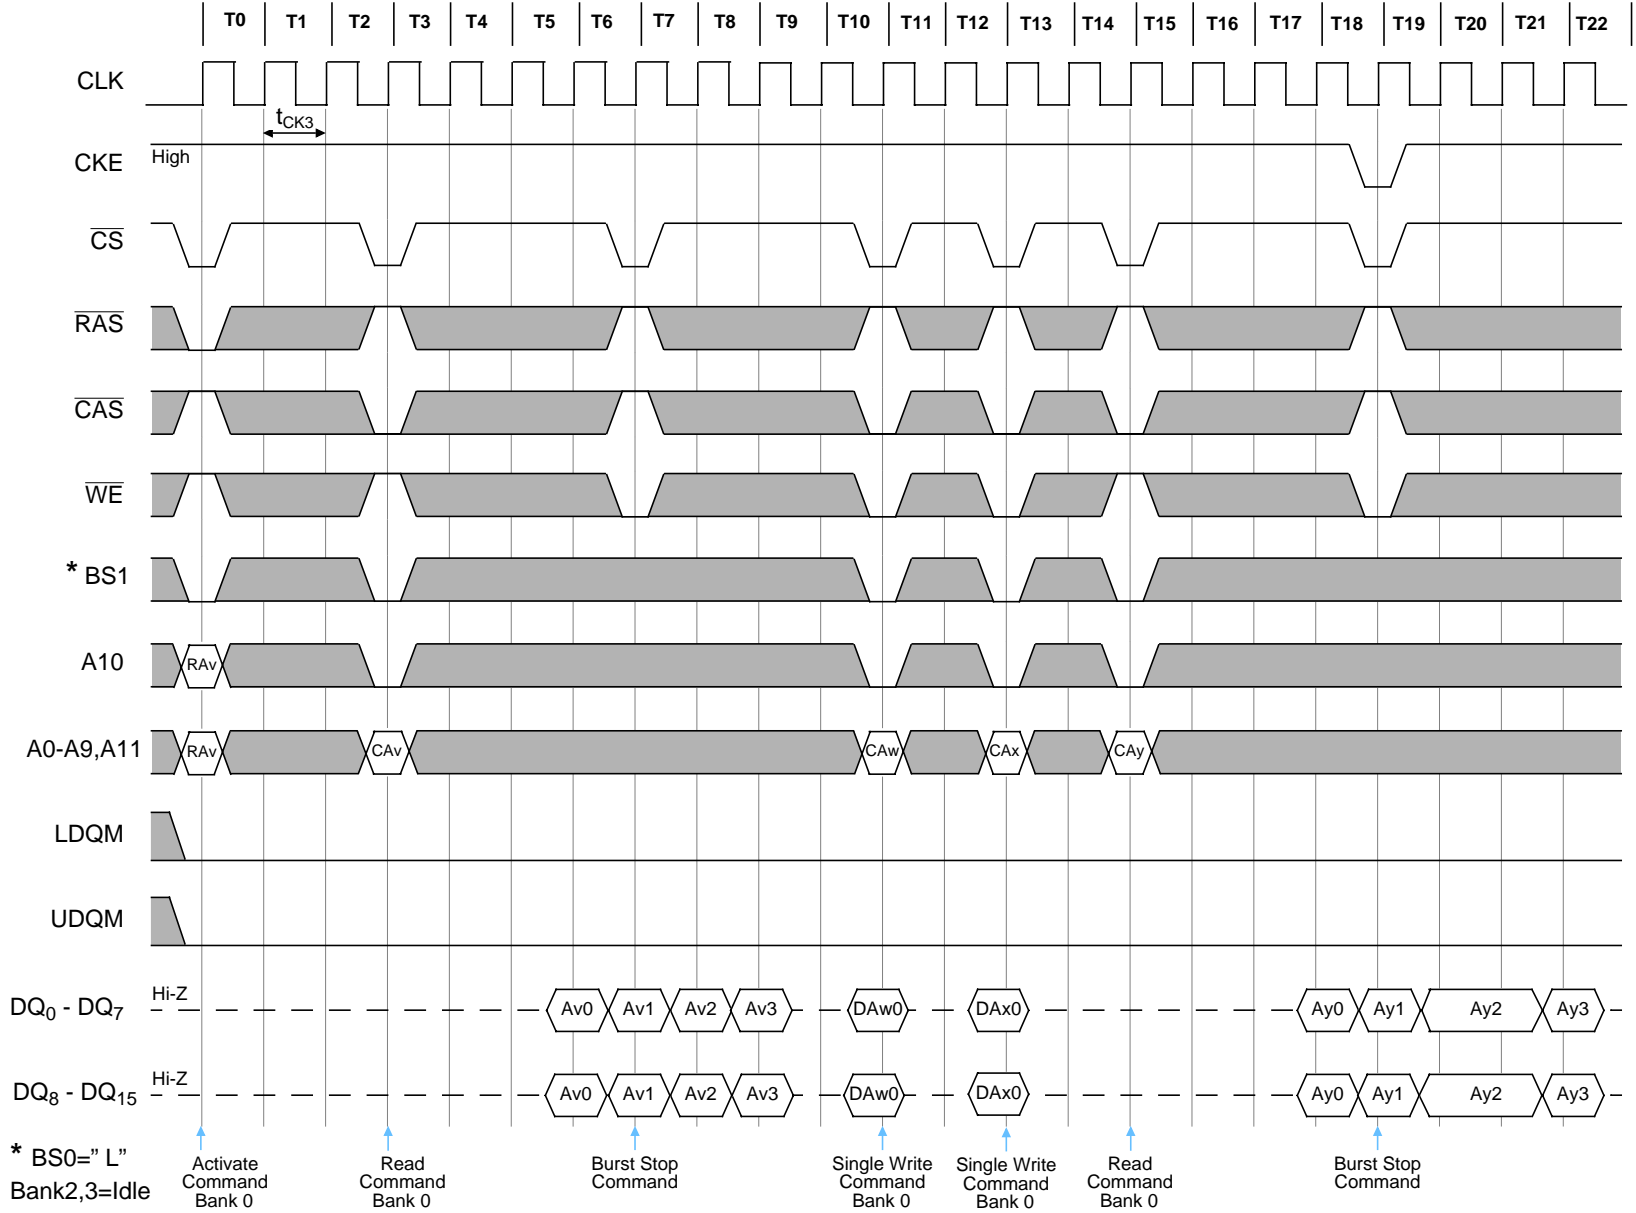 T0 T1 T2 T3 T4 T5 T6 T7 T8 T9 T10 T11 T12 T13 T14 T15 T16 T17 T18 T19 T20 T21 T22
CLK
tCK3
CKE High
CS
RAS
CAS
WE
* BS1
A10 RAv
A0-A9,A11 RAv CAv CAw CAx CAy
LDQM
UDQM
DQ0 - DQ7 Hi-Z Av0 Av1 Av2 Av3 DAw0 DAx0 Ay0 Ay1 Ay2 Ay3
DQ8 - DQ15 Hi-Z Av0 Av1 Av2 Av3 DAw0 DAx0 Ay0 Ay1 Ay2 Ay3
* BS0=” L”
Bank2,3=Idle
Activate
Command
Bank 0
Read
Command
Bank 0
Burst Stop
Command
Single Write
Command
Bank 0
Single Write
Command
Bank 0
Read
Command
Bank 0
Burst Stop
Command